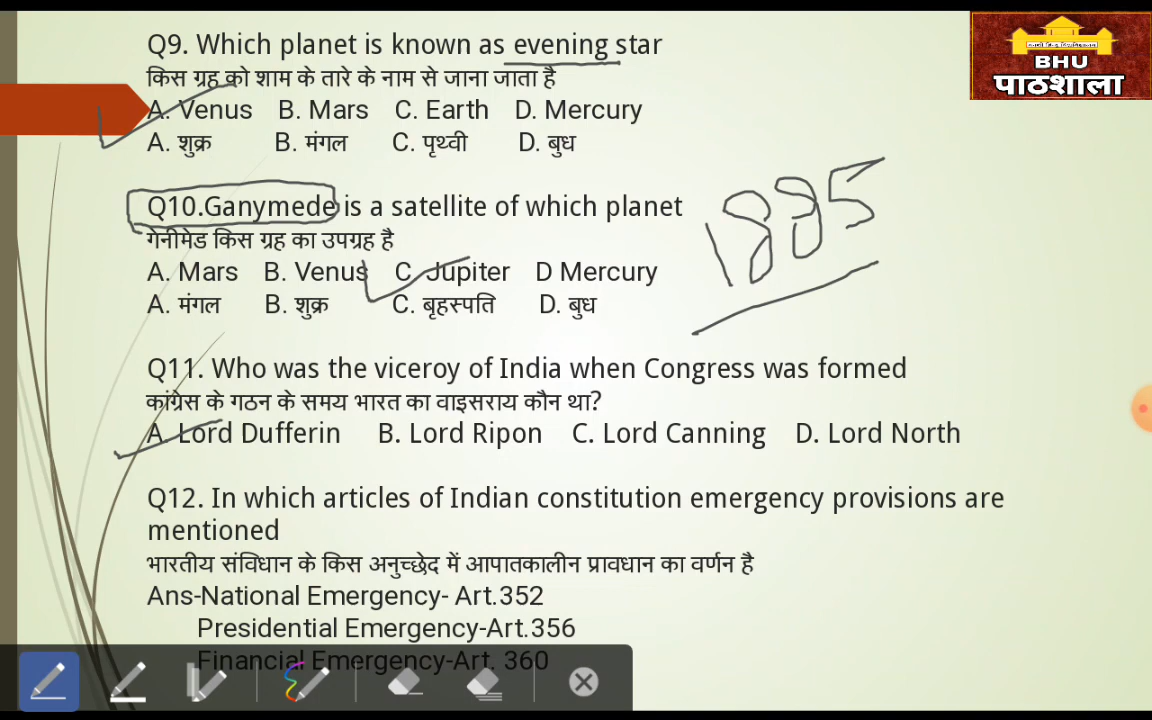 Q9. Which planet is known as evening star
किस ग्रह को शाम के तारे के नाम से जाना जाता है
A. Venus B. Mars C. Earth D. Mercury
A. शुक्र B. मंगल C. पृथ्वी D. बुध
BHU
पाठशाला
Q10.Ganymede is a satellite of which planet
गेनीमेड किस ग्रह का उपग्रह है
A. Mars B. Venus C. Jupiter D Mercury
A. मंगल B. शुक्र C. बृहस्पति D. बुध
1885
Q11. Who was the viceroy of India when Congress was formed
कांग्रेस के गठन के समय भारत का वाइसराय कौन था?
A. Lord Dufferin B. Lord Ripon C. Lord Canning D. Lord North
Q12. In which articles of Indian constitution emergency provisions are
mentioned
भारतीय संविधान के किस अनुच्छेद में आपातकालीन प्रावधान का वर्णन है
Ans-National Emergency- Art.352
Presidential Emergency-Art.356
Financial Emergency-Art. 360